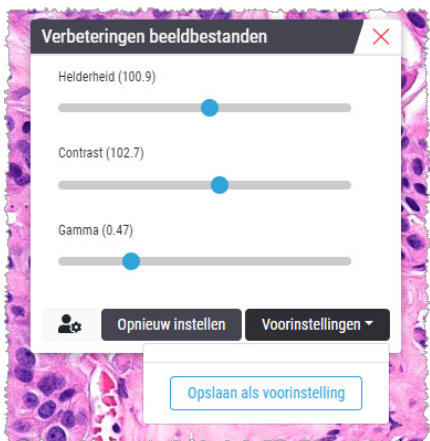 Verbeteringen beeldbestanden
Helderheid (100.9)
Contrast (102.7)
Gamma (0.47)
Opnieuw instellen
Voorinstellingen
Opslaan als voorinstelling